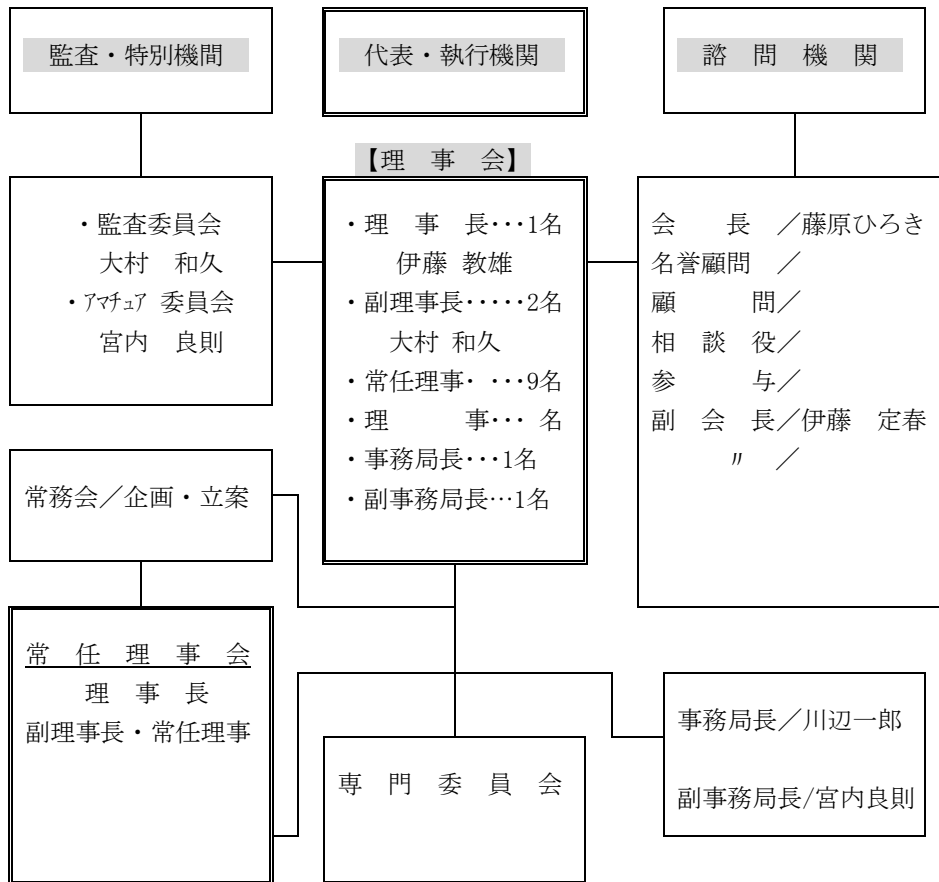 監査・特別機間
代表・執行機関
諮　問　機　関
【理　事　会】
・監査委員会
大村　和久
・ｱﾏﾁｭｱ 委員会
宮内　良則
・理　事　長･･･1名
伊藤 教雄
・副理事長･････2名
大村 和久
・常任理事･ ･･･9名
・理　　　事･･･ 名
・事務局長･･･1名
・副事務局長…1名
会　　長　／藤原ひろき
名誉顧問　／
顧　　　問／
相　談　役／
参　　　与／
副　会　長／伊藤　定春
〃　／
常務会／企画・立案
常　任　理　事　会
理　事　長
副理事長・常任理事
専　門　委　員　会
事務局長／川辺一郎
副事務局長/宮内良則